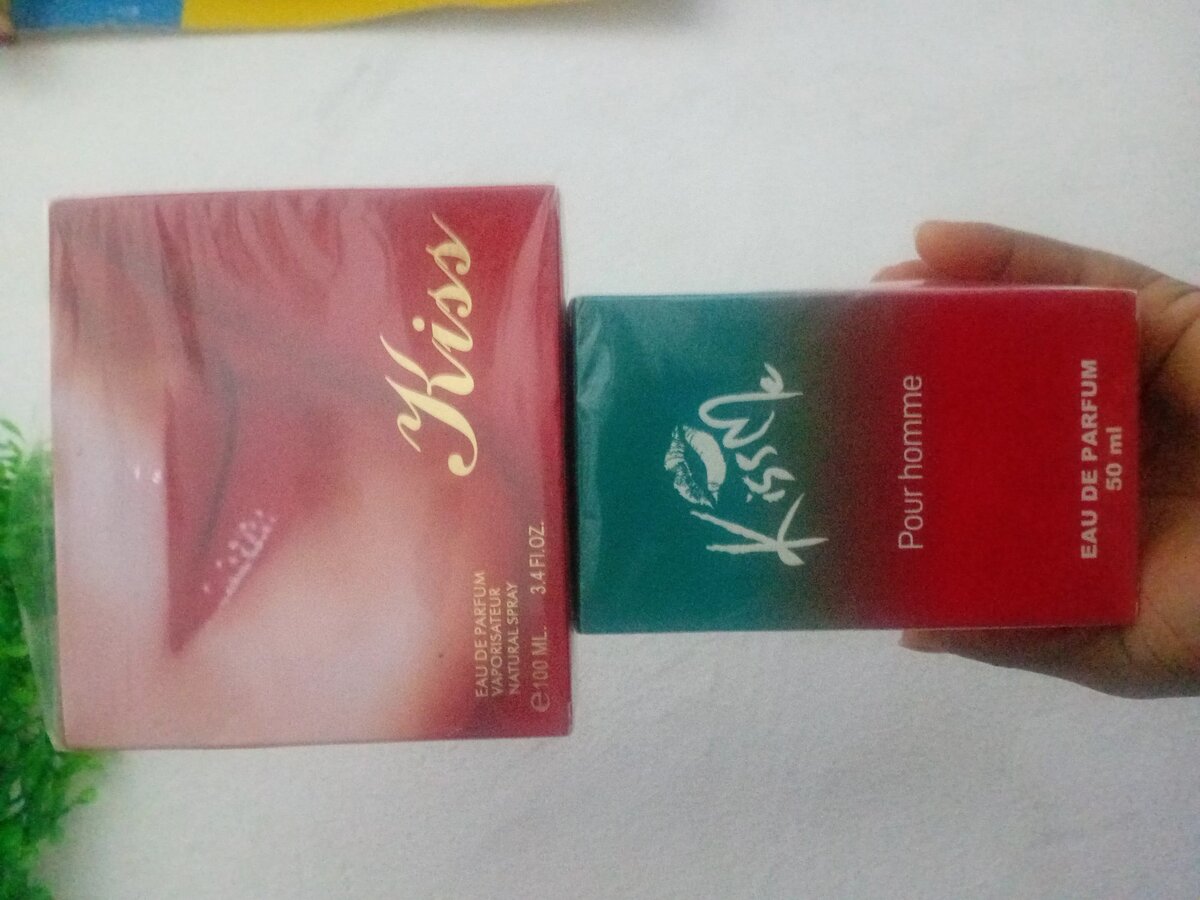 Kiss
EAU DE PARFUM
VAPORISATEUR
NATURAL SPRAY
e 100 ML. 3.4 Fl.OZ.
Kiss Me
Pour homme
EAU DE PARFUM
50 ml